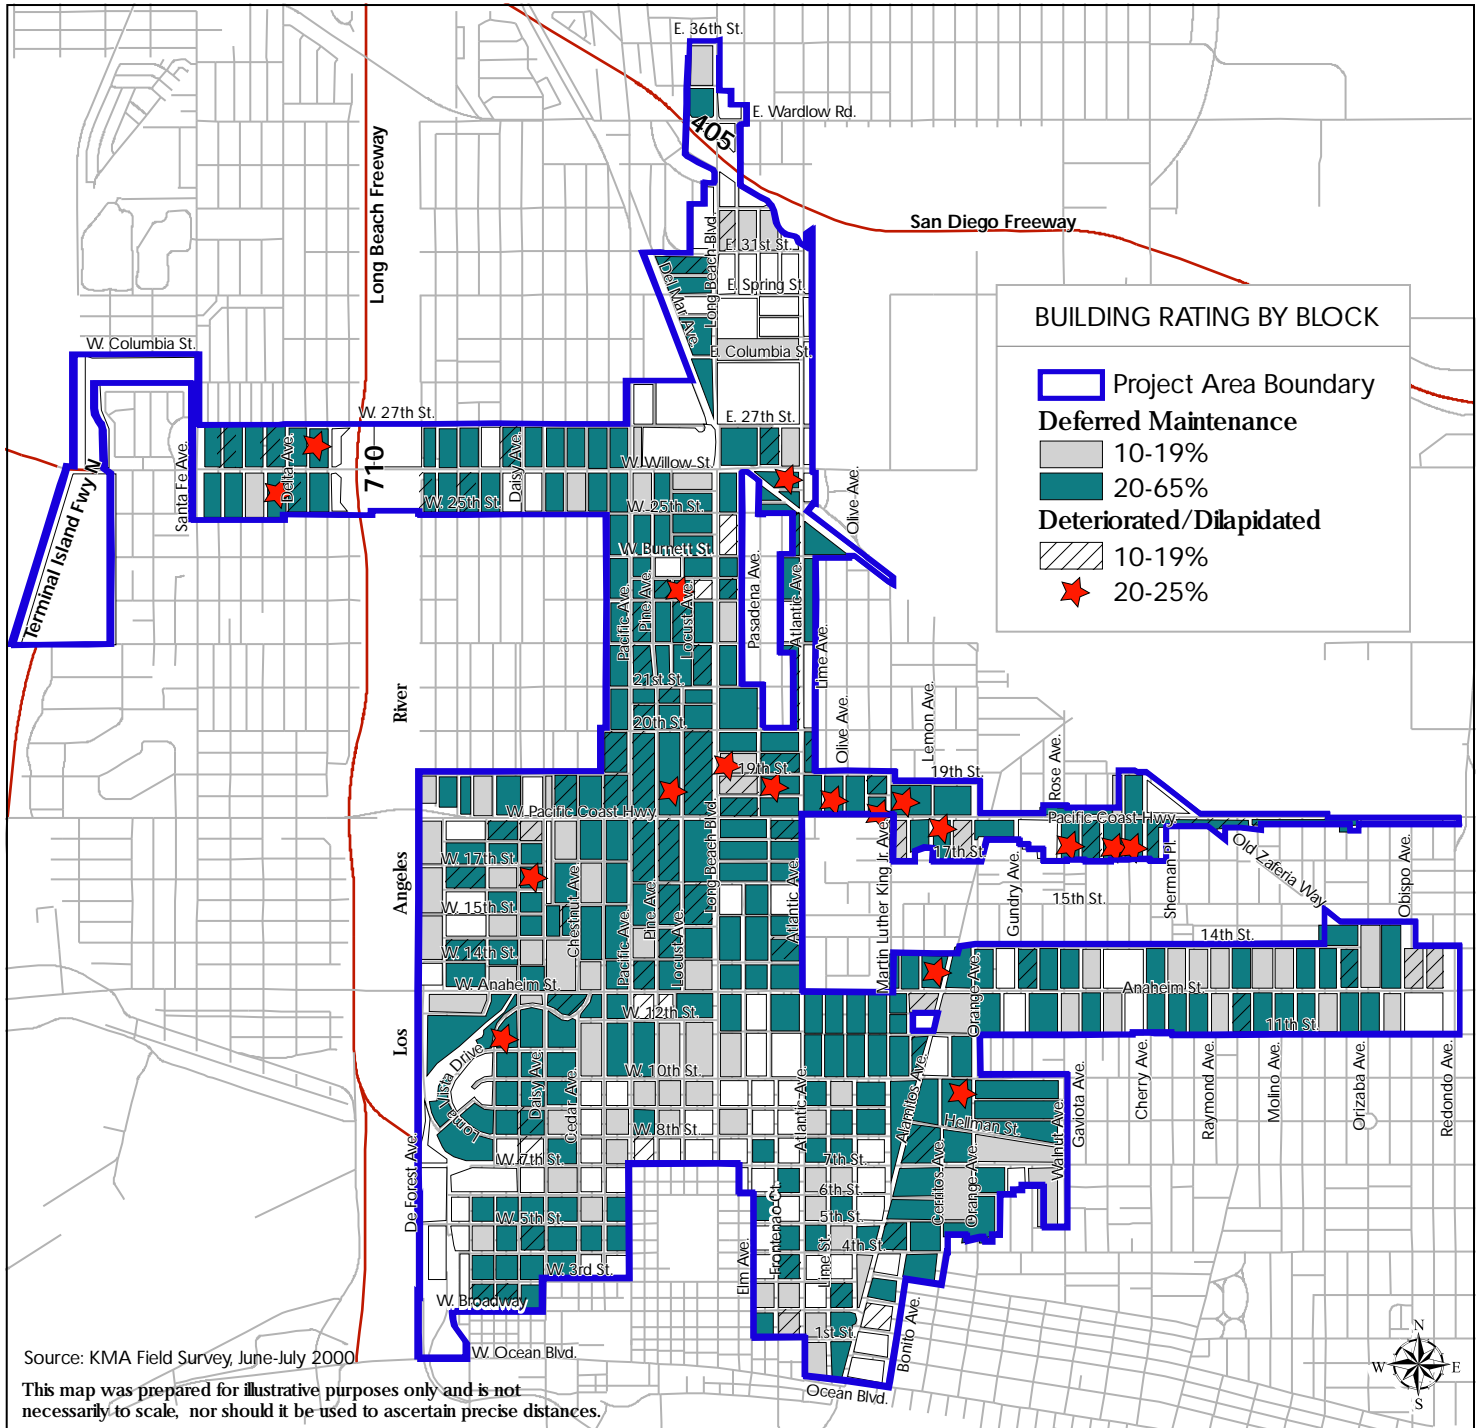 E. 36th St.
E. Wardlow Rd.
405
San Diego Freeway
Long Beach Freeway
Long Beach Blvd.
E. 31st St.
E. Spring St.
Del Mar Ave.
E. Columbia St.
W. Columbia St.
E. 27th St.
W. 27th St.
BUILDING RATING BY BLOCK
Project Area Boundary
Deferred Maintenance
10-19%
20-65%
Deteriorated/Dilapidated
10-19%
20-25%
710
Santa Fe Ave.
Delta Ave.
Daisy Ave.
W. Willow St.
W. 25th St.
W. 25th St.
Terminal Island Fwy N
Olive Ave.
W. Burnett St.
Pasadena Ave.
Atlantic Ave.
Lime Ave.
Pacific Ave.
Pine Ave.
Locust Ave.
21st St.
20th St.
River
Olive Ave.
Lemon Ave.
Rose Ave.
19th St.
19th St.
W. Pacific Coast Hwy.
Pacific Coast Hwy.
Long Beach Blvd.
Martin Luther King Jr. Ave.
17th St.
W. 17th St.
Angeles
W. 15th St.
15th St.
Chestnut Ave.
Atlantic Ave.
Gundry Ave.
Sherman Pl.
Old Zaferia Way
Obispo Ave.
W. 14th St.
14th St.
Pacific Ave.
Pine Ave.
Locust Ave.
W. Anaheim St.
Anaheim St.
Orange Ave.
W. 12th St.
11th St.
Los
Loma Vista Drive
Daisy Ave.
Cedar Ave.
W. 10th St.
Atlantic Ave.
Alamitos Ave.
Hellman St.
Walnut Ave.
Gaviota Ave.
Cherry Ave.
Raymond Ave.
Molino Ave.
Orizaba Ave.
Redondo Ave.
W. 8th St.
W. 7th St.
7th St.
6th St.
5th St.
4th St.
De Forest Ave.
W. 5th St.
W. 3rd St.
W. Broadway
Elm Ave.
Frontenac Ct.
Lime St.
Cerritos Ave.
Orange Ave.
1st St.
Bonito Ave.
W. Ocean Blvd.
Ocean Blvd.
N
W
E
S
Source: KMA Field Survey, June-July 2000
This map was prepared for illustrative purposes only and is not
necessarily to scale, nor should it be used to ascertain precise distances.